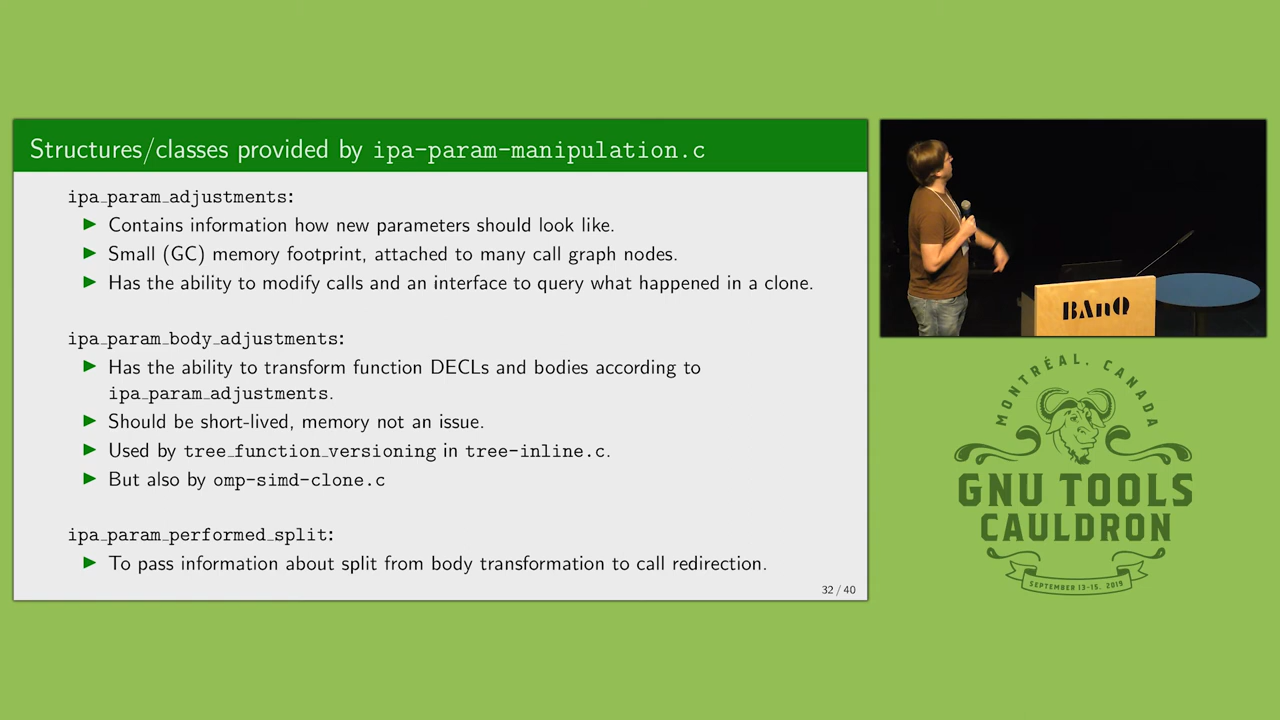 Structures/classes provided by ipa-param-manipulation.c
ipa_param_adjustments:
▶ Contains information how new parameters should look like.
▶ Small (GC) memory footprint, attached to many call graph nodes.
▶ Has the ability to modify calls and an interface to query what happened in a clone.
ipa_param_body_adjustments:
▶ Has the ability to transform function DECLs and bodies according to
ipa_param_adjustments.
▶ Should be short-lived, memory not an issue.
▶ Used by tree_function_versioning in tree-inline.c.
▶ But also by omp-simd-clone.c
ipa_param_performed_split:
▶ To pass information about split from body transformation to call redirection.
32 / 40
BAnQ
MONTRÉAL, CANADA
GNU TOOLS
CAULDRON
SEPTEMBER 13-15, 2019